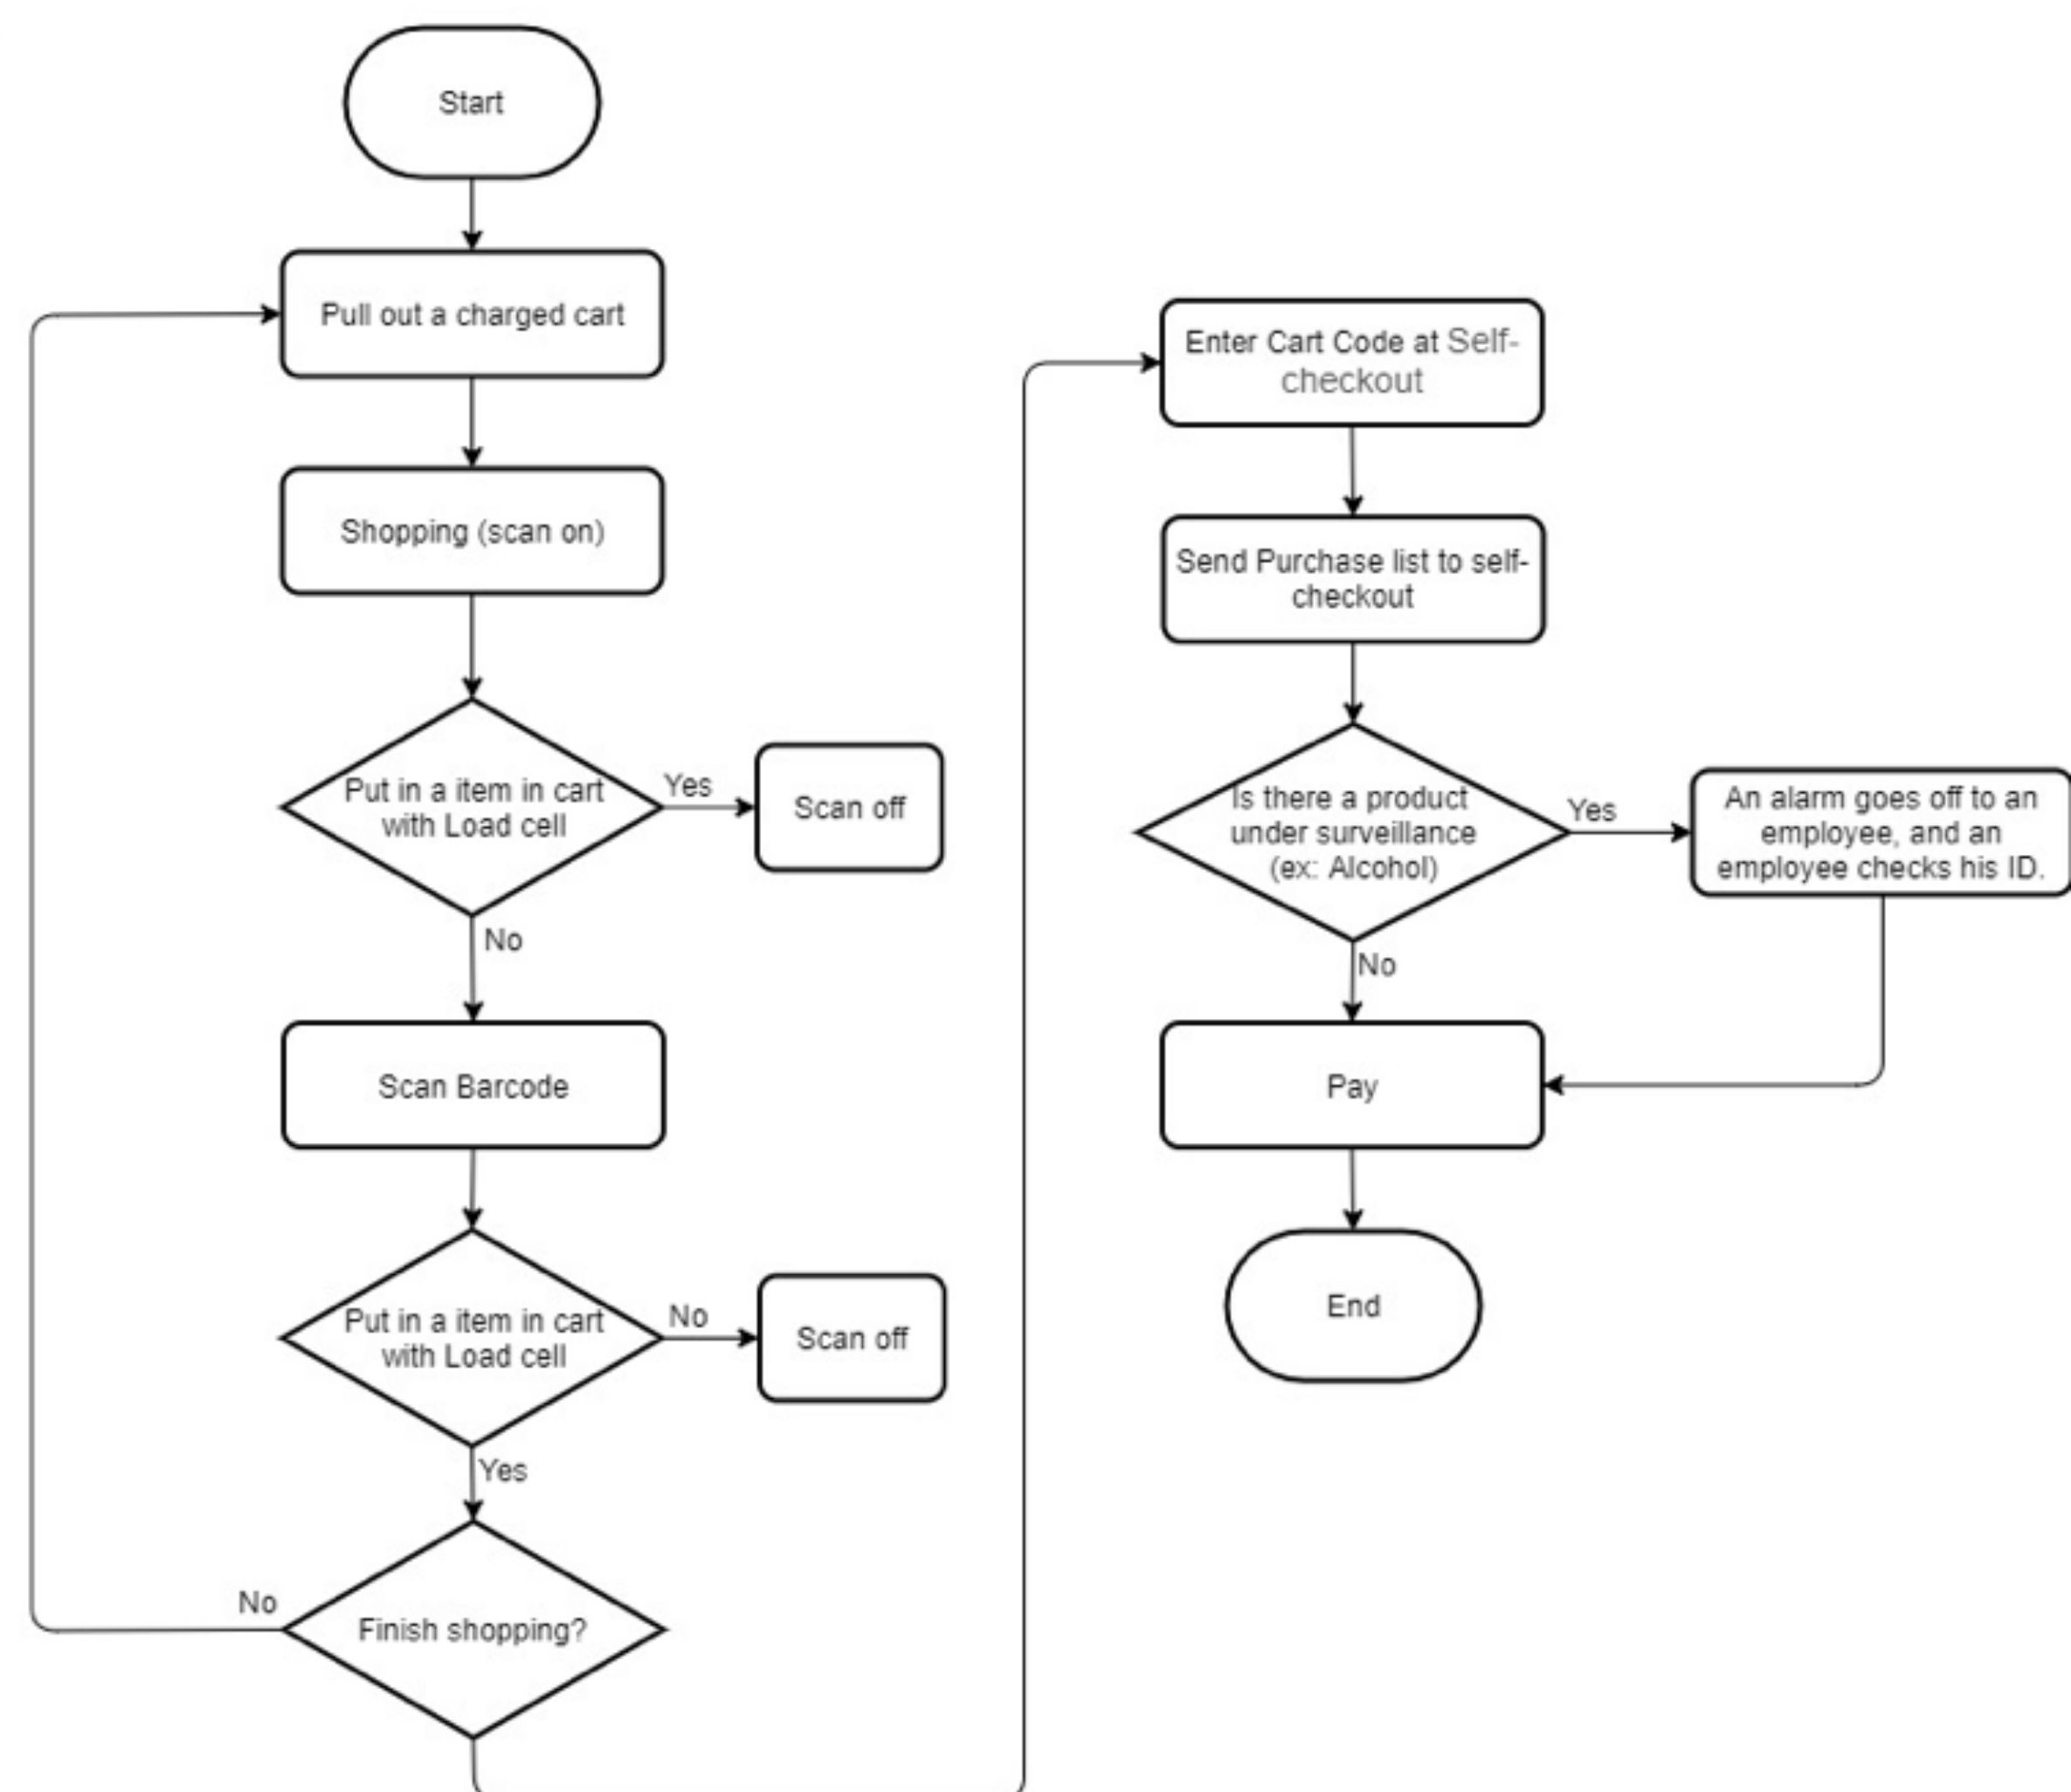 Start
Pull out a charged cart
Shopping (scan on)
Put in a item in cart
with Load cell
Yes
Scan off
No
Scan Barcode
Put in a item in cart
with Load cell
No
Scan off
Yes
Finish shopping?
No
Enter Cart Code at Self-
checkout
Send Purchase list to self-
checkout
Is there a product
under surveillance
(ex: Alcohol)
Yes
An alarm goes off to an
employee, and an
employee checks his ID.
No
Pay
End